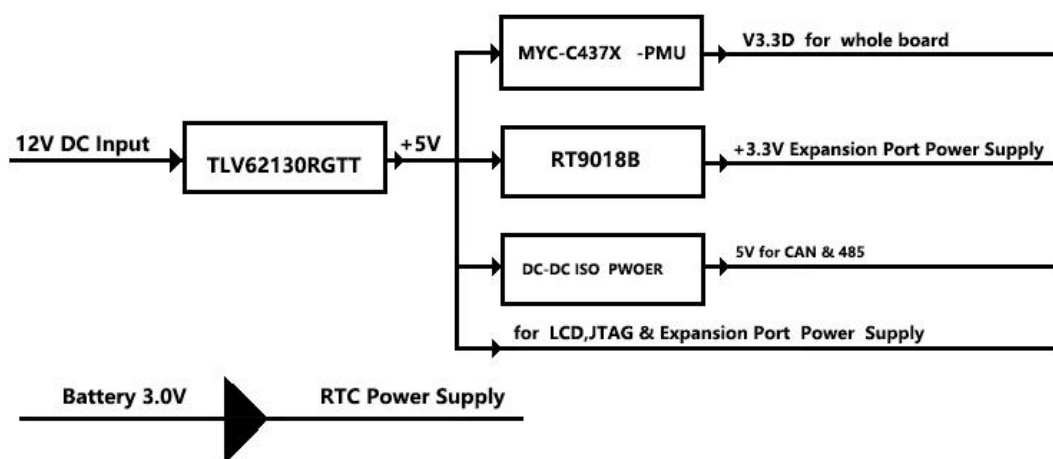 MYC-C437X -PMU
V3.3D for whole board
12V DC Input
TLV62130RGTT
+5V
RT9018B
+3.3V Expansion Port Power Supply
DC-DC ISO PWOER
5V for CAN & 485
for LCD,JTAG & Expansion Port Power Supply
Battery 3.0V
RTC Power Supply